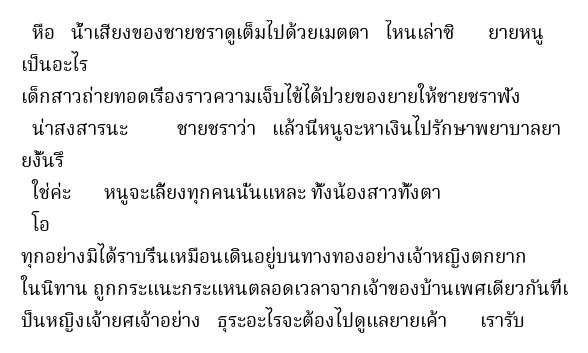 หือ น้ำเสียงของชายชราดูเต็มไปด้วยเมตตา ไหนเล่าซิ ยายหนู
เป็นอะไร
เด็กสาวถ่ายทอดเรื่องราวความเจ็บไข้ได้ป่วยของยายให้ชายชราฟัง
น่าสงสารนะ ชายชราว่า แล้วนี่หนูจะหาเงินไปรักษาพยาบาลยา
ยงั้นรึ
ใช่ค่ะ หนูจะเลี้ยงทุกคนนั่นแหละ ทั้งน้องสาวทั้งตา
โอ
ทุกอย่างมิได้ราบรื่นเหมือนเดินอยู่บนทางทองอย่างเจ้าหญิงตกยาก
ในนิทาน ถูกกระแนะกระแหนตลอดเวลาจากเจ้าของบ้านเพศเดียวกันที่เ
ป็นหญิงเจ้ายศเจ้าอย่าง ธุระอะไรจะต้องไปดูแลยายเค้า เรารับ